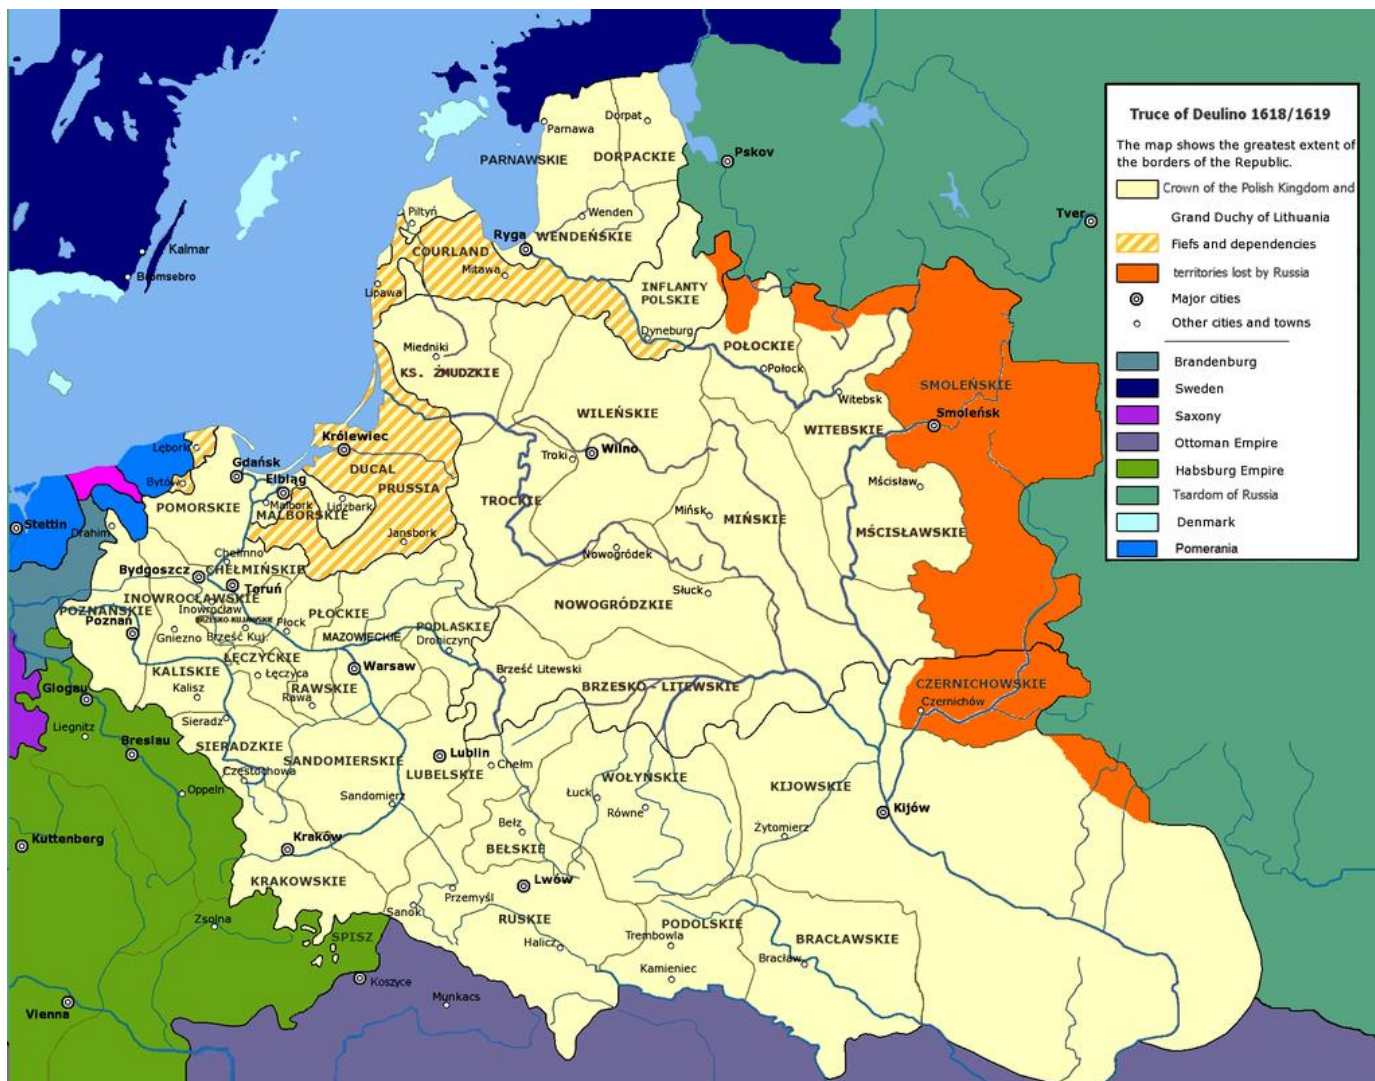 Truce of Deulino 1618/1619
The map shows the greatest extent of
the borders of the Republic.
Crown of the Polish Kingdom and
Grand Duchy of Lithuania
Fiefs and dependencies
territories lost by Russia
Major cities
Other cities and towns
Brandenburg
Sweden
Saxony
Ottoman Empire
Habsburg Empire
Tsardom of Russia
Denmark
Pomerania
Parnawa
Dorpat
PARNAWSKIE
DORPACKIE
Pskov
Piltyń
Wenden
Tver
Ryga
WENDEŃSKIE
Kalmar
COURLAND
Mitawa
Bromsebro
Lipawa
INFLANTY
POLSKIE
Dyneburg
Miedniki
POŁOCKIE
KS. ŻMUDZKIE
Połock
SMOLEŃSKIE
Witebsk
WILEŃSKIE
Smoleńsk
WITEBSKIE
Królewiec
Lębork
Gdańsk
Troki
Wilno
DUCAL
PRUSSIA
Bytów
Elbląg
Mścisław
POMORSKIE
Malbork
Lidzbark
TROCKIE
MALBORSKIE
Mińsk
MIŃSKIE
Stettin
Drahim
MŚCISŁAWSKIE
Jansbork
Chełmno
Nowogródek
Bydgoszcz
CHEŁMIŃSKIE
Toruń
Słuck
INOWROCŁAWSKIE
NOWOGRÓDZKIE
Inowrocław
POZNAŃSKIE
PŁOCKIE
BRZESKO-KUJAWSKIE
Płock
PODLASKIE
Poznań
Gniezno
Brześć Kuj.
MAZOWIECKIE
Drohiczyn
ŁĘCZYCKIE
Warsaw
Brześć Litewski
KALISKIE
Łęczyca
BRZESKO - LITEWSKIE
CZERNICHOWSKIE
Kalisz
RAWSKIE
Rawa
Glogau
Czernichów
Sieradz
Liegnitz
SIERADZKIE
Breslau
SANDOMIERSKIE
Lublin
Chełm
LUBELSKIE
Częstochowa
WOŁYŃSKIE
KIJOWSKIE
Oppeln
Sandomierz
Łuck
Równe
Kijów
Bełz
Żytomierz
Kraków
Kuttenberg
BEŁSKIE
KRAKOWSKIE
Lwów
Przemyśl
Sanok
Zsolna
RUSKIE
PODOLSKIE
SPISZ
Halicz
Trembowla
BRACŁAWSKIE
Bracław
Kamieniec
Koszyce
Munkacs
Vienna